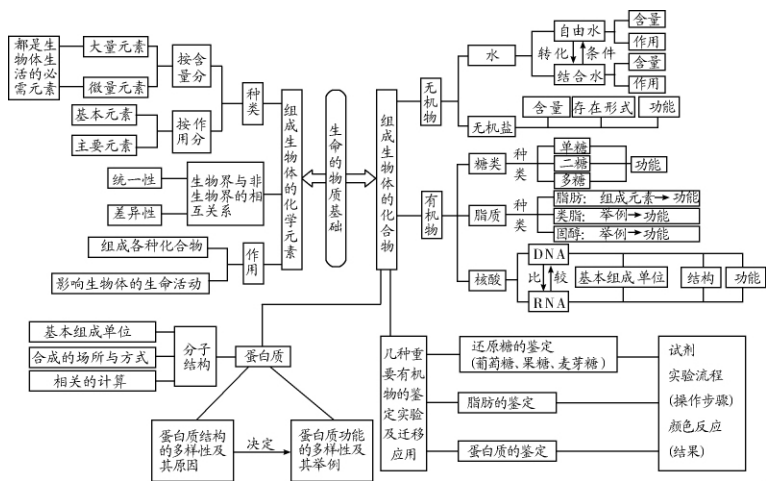 都是生
物体生
活的必
需元素
大量元素
微量元素
按含量分
基本元素
主要元素
按作用分
种类
统一性
差异性
生物界与非
生物界的相
互关系
组成各种化合物
影响生物体的生命活动
作用
组成生物体的化学元素
生命的物质基础
组成生物体的化合物
无机物
水
自由水
转化
条件
结合水
含量
作用
含量
作用
无机盐
含量
存在形式
功能
有机物
糖类
种类
单糖
二糖
多糖
功能
脂质
种类
脂肪：组成元素→功能
类脂：举例→功能
固醇：举例→功能
核酸
DNA
比较
RNA
基本组成单位
结构
功能
基本组成单位
合成的场所与方式
相关的计算
分子
结构
蛋白质
蛋白质结构
的多样性及
其原因
决定
蛋白质功能
的多样性及
其举例
几种重
要有机
物的鉴
定实验
及迁移
应用
还原糖的鉴定
(葡萄糖、果糖、麦芽糖)
脂肪的鉴定
蛋白质的鉴定
试剂
实验流程
(操作步骤)
颜色反应
(结果)